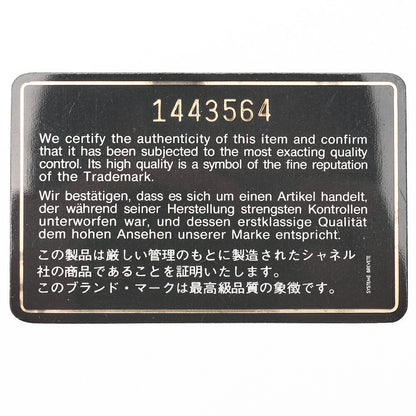 1443564
We certify the authenticity of this item and confirm
that it has been subjected to the most exacting quality
control. Its high quality is a symbol of the fine reputation
of the Trademark.
Wir bestätigen, dass es sich um einen Artikel handelt,
der während seiner Herstellung strengsten Kontrollen
unterworfen war, und dessen erstklassige Qualität
dem hohen Ansehen unserer Marke entspricht.
この製品は厳しい管理のもとに製造されたシャネル
社の商品であることを証明いたします。
このブランド・マークは最高級品質の象徴です。
SYSTEME BREVETE